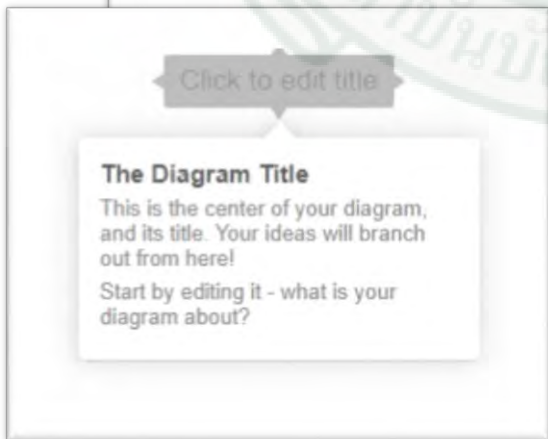 Click to edit title
The Diagram Title
This is the center of your diagram,
and its title. Your ideas will branch
out from here!
Start by editing it - what is your
diagram about?